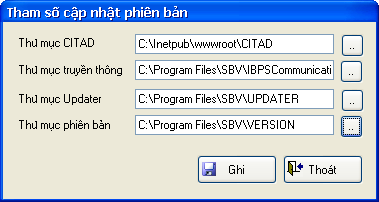 Tham số cập nhật phiên bản
Thư mục CITAD C:\Inetpub\wwwroot\CITAD ..
Thư mục truyền thông C:\Program Files\SBV\IBPSCommunicati ..
Thư mục Updater C:\Program Files\SBV\UPDATER ..
Thư mục phiên bản C:\Program Files\SBV\VERSION ..
Ghi Thoát